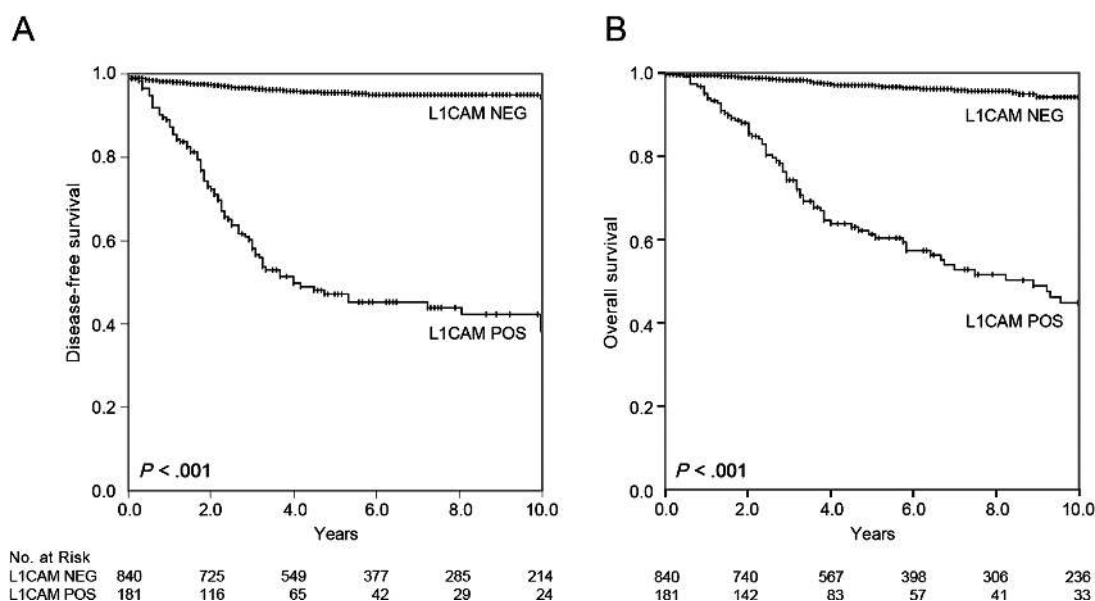 A
B
Disease-free survival
1.0
0.8
0.6
0.4
0.2
0.0
L1CAM NEG
L1CAM POS
P < .001
0.0 2.0 4.0 6.0 8.0 10.0
Years
Overall survival
1.0
0.8
0.6
0.4
0.2
0.0
L1CAM NEG
L1CAM POS
P < .001
0.0 2.0 4.0 6.0 8.0 10.0
Years
No. at Risk
L1CAM NEG 840 725 549 377 285 214 840 740 567 398 306 236
L1CAM POS 181 116 65 42 29 24 181 142 83 57 41 33